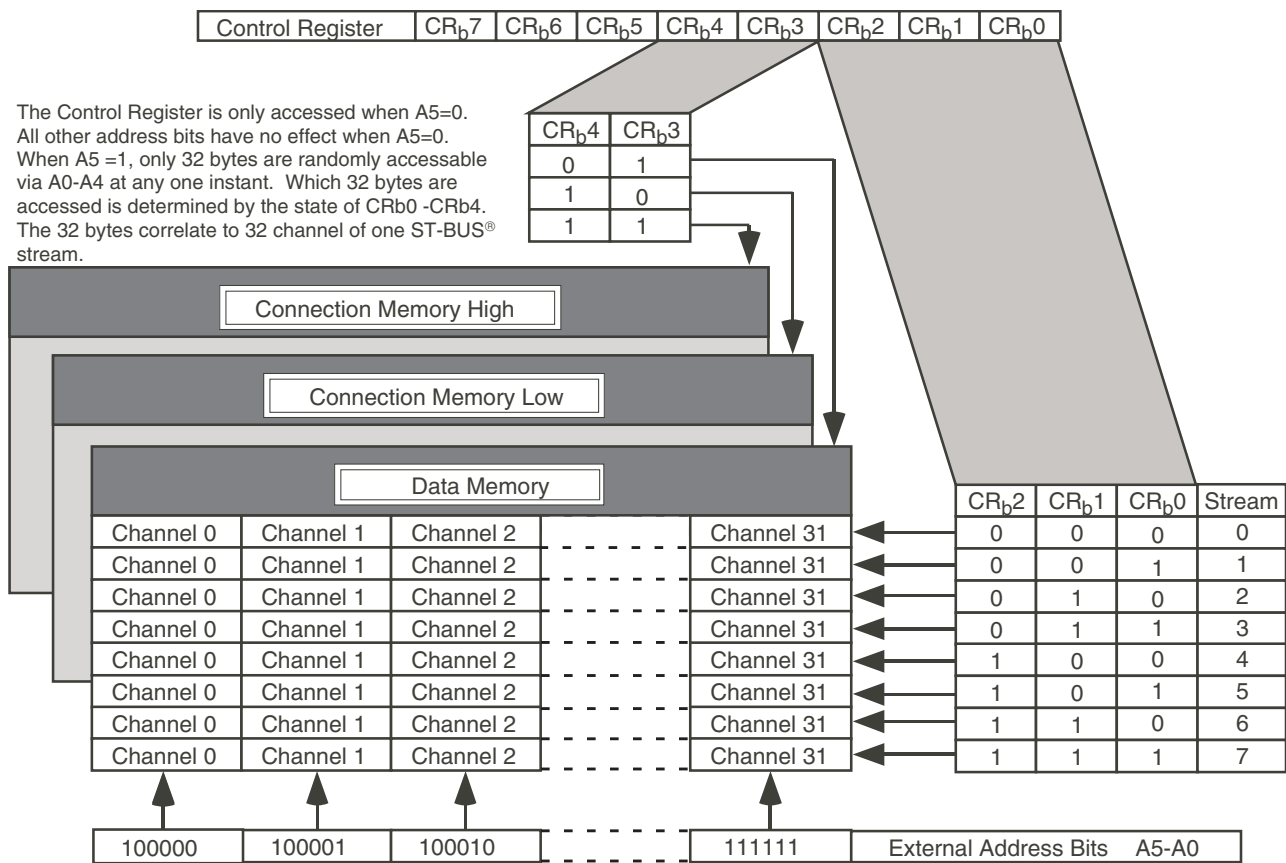 Control Register CRb7 CRb6 CRb5 CRb4 CRb3 CRb2 CRb1 CRb0
The Control Register is only accessed when A5=0.
All other address bits have no effect when A5=0.
When A5 =1, only 32 bytes are randomly accessable
via A0-A4 at any one instant. Which 32 bytes are
accessed is determined by the state of CRb0 -CRb4.
The 32 bytes correlate to 32 channel of one ST-BUS®
stream.
CRb4 CRb3
0 1
1 0
1 1
Connection Memory High
Connection Memory Low
Data Memory
CRb2 CRb1 CRb0 Stream
Channel 0 Channel 1 Channel 2 Channel 31 0 0 0 0
Channel 0 Channel 1 Channel 2 Channel 31 0 0 1 1
Channel 0 Channel 1 Channel 2 Channel 31 0 1 0 2
Channel 0 Channel 1 Channel 2 Channel 31 0 1 1 3
Channel 0 Channel 1 Channel 2 Channel 31 1 0 0 4
Channel 0 Channel 1 Channel 2 Channel 31 1 0 1 5
Channel 0 Channel 1 Channel 2 Channel 31 1 1 0 6
Channel 0 Channel 1 Channel 2 Channel 31 1 1 1 7
100000 100001 100010 111111 External Address Bits A5-A0